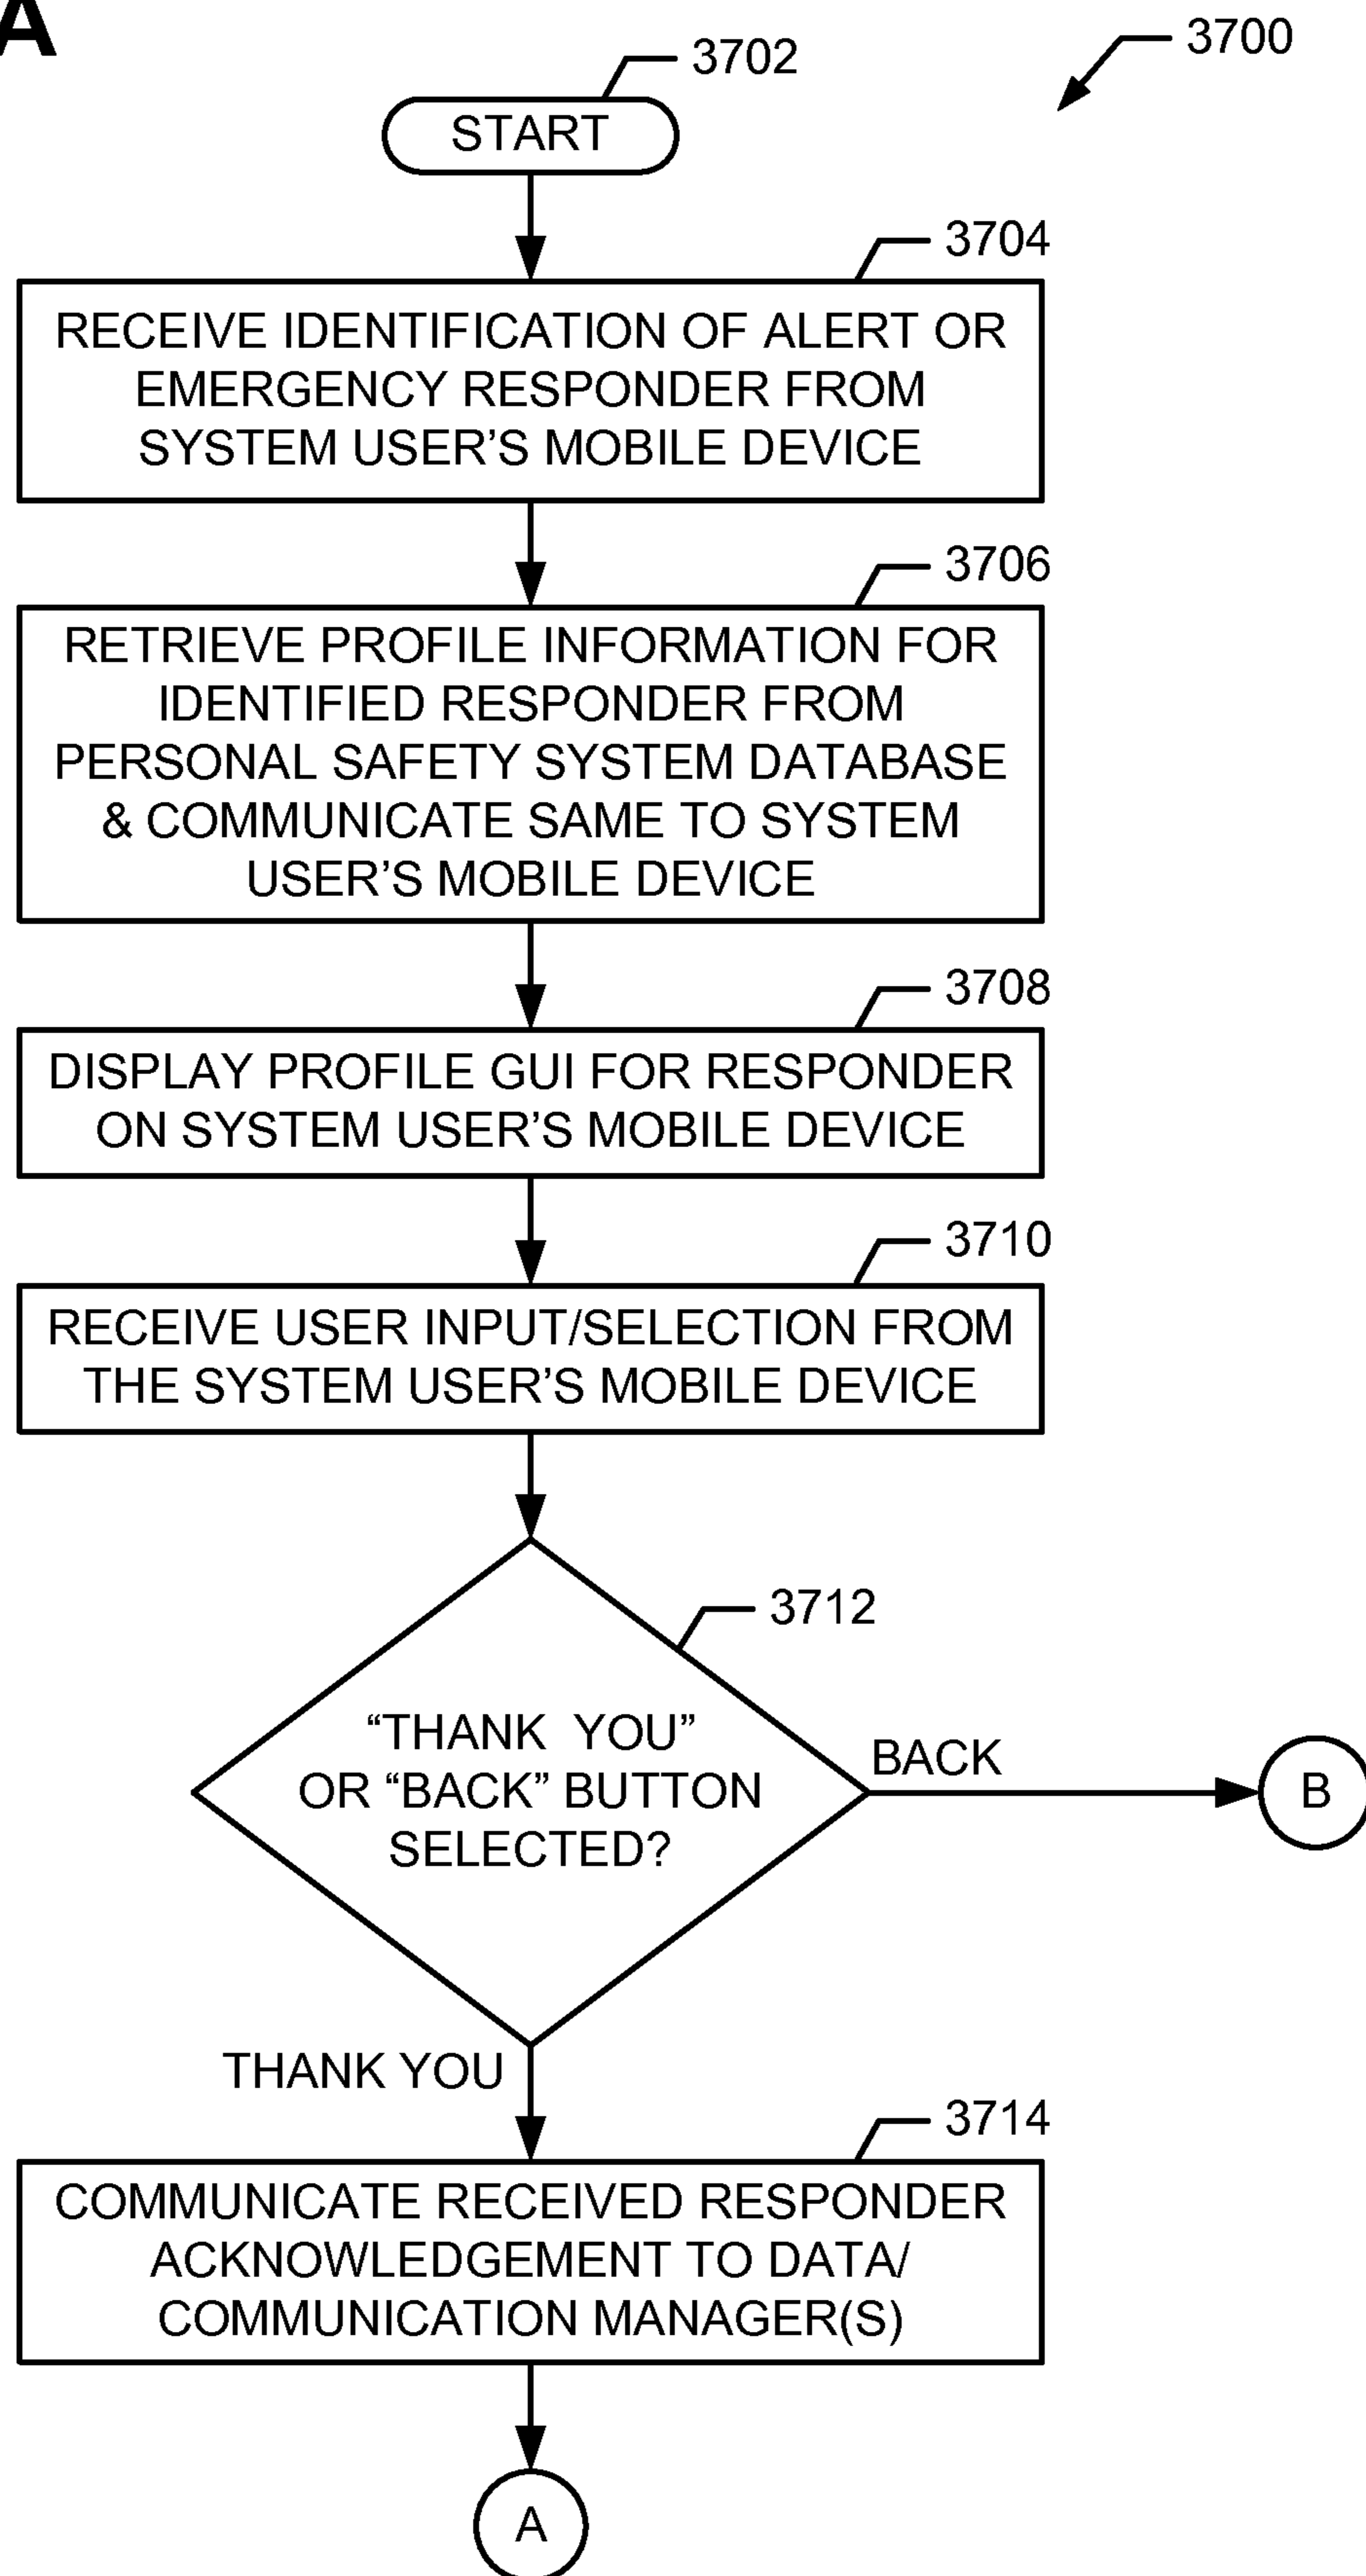 A
3700
3702
START
3704
RECEIVE IDENTIFICATION OF ALERT OR
EMERGENCY RESPONDER FROM
SYSTEM USER’S MOBILE DEVICE
3706
RETRIEVE PROFILE INFORMATION FOR
IDENTIFIED RESPONDER FROM
PERSONAL SAFETY SYSTEM DATABASE
& COMMUNICATE SAME TO SYSTEM
USER’S MOBILE DEVICE
3708
DISPLAY PROFILE GUI FOR RESPONDER
ON SYSTEM USER’S MOBILE DEVICE
3710
RECEIVE USER INPUT/SELECTION FROM
THE SYSTEM USER’S MOBILE DEVICE
3712
“THANK YOU”
OR “BACK” BUTTON
SELECTED?
BACK
B
THANK YOU
3714
COMMUNICATE RECEIVED RESPONDER
ACKNOWLEDGEMENT TO DATA/
COMMUNICATION MANAGER(S)
A